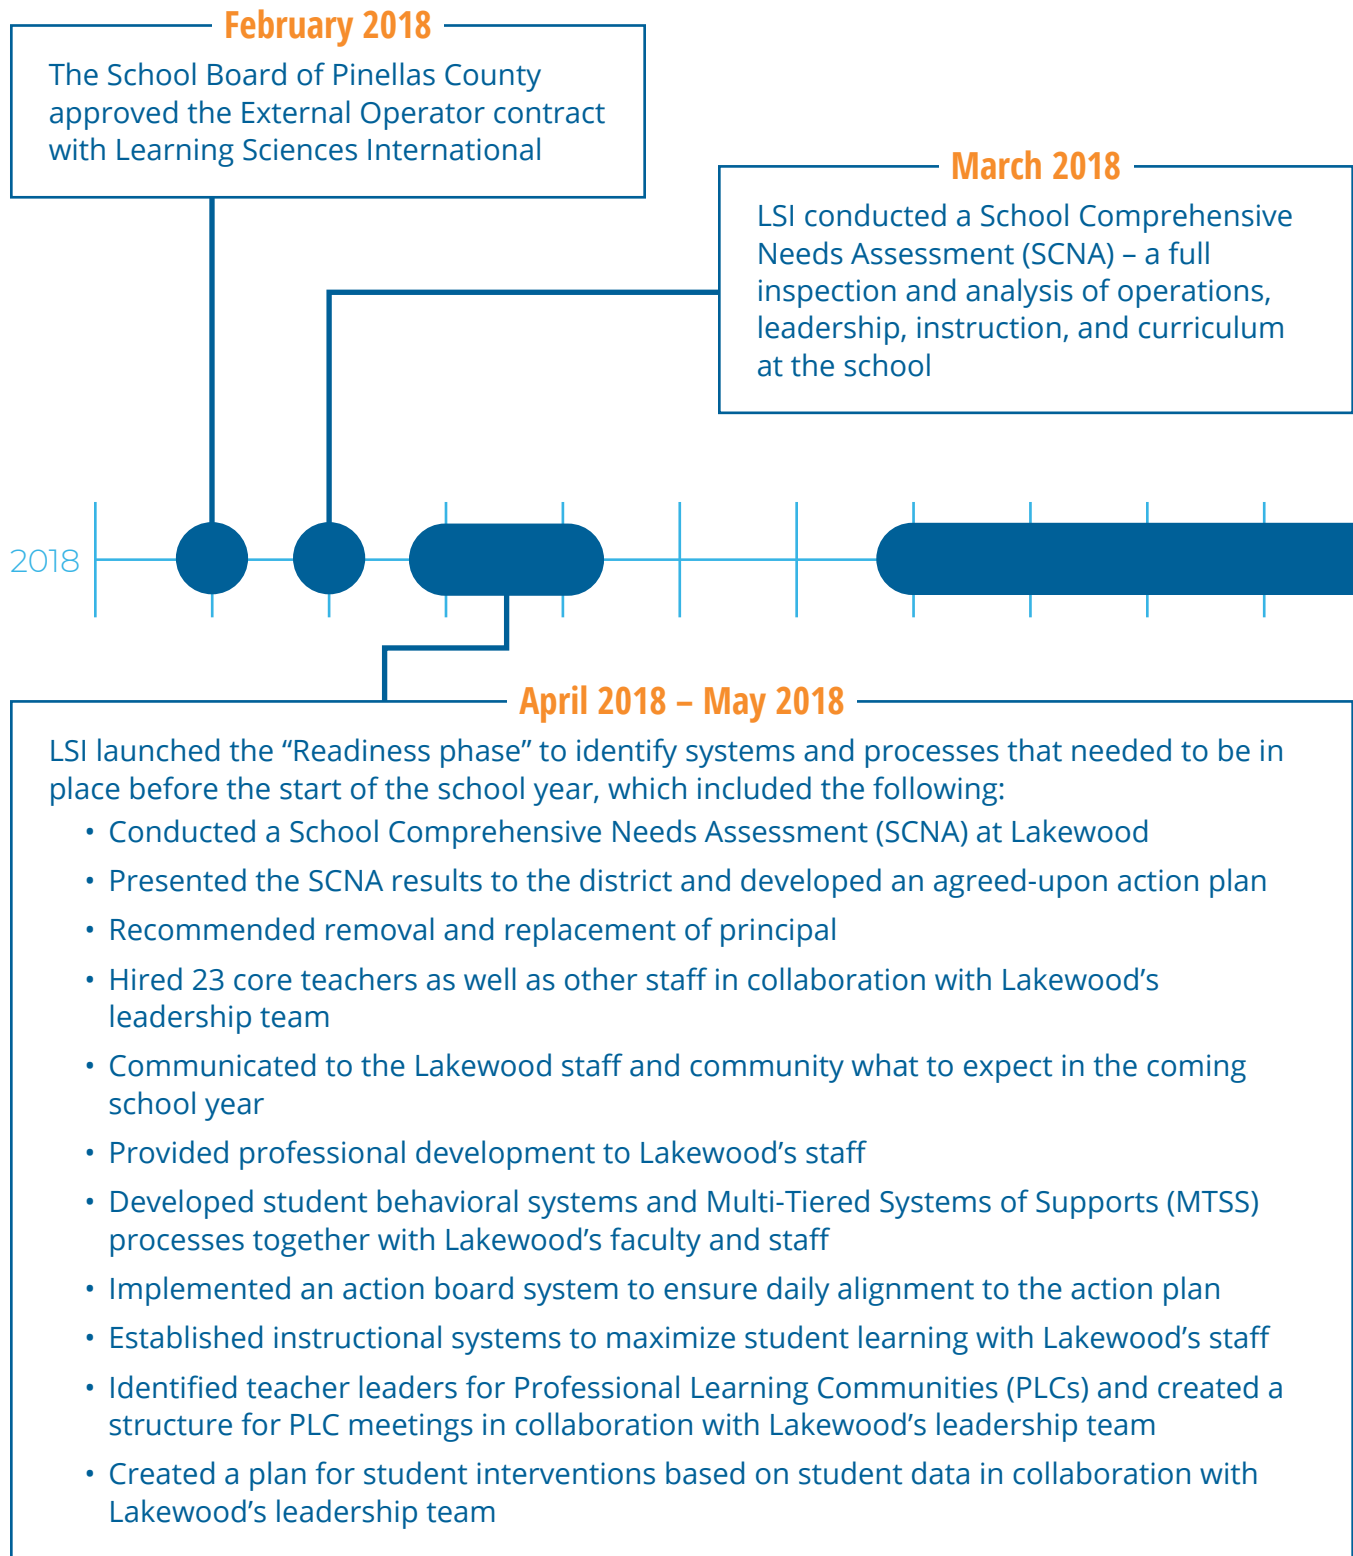 February 2018
The School Board of Pinellas County
approved the External Operator contract
with Learning Sciences International
March 2018
LSI conducted a School Comprehensive
Needs Assessment (SCNA) – a full
inspection and analysis of operations,
leadership, instruction, and curriculum
at the school
2018
April 2018 – May 2018
LSI launched the “Readiness phase” to identify systems and processes that needed to be in
place before the start of the school year, which included the following:
• Conducted a School Comprehensive Needs Assessment (SCNA) at Lakewood
• Presented the SCNA results to the district and developed an agreed-upon action plan
• Recommended removal and replacement of principal
• Hired 23 core teachers as well as other staff in collaboration with Lakewood’s
leadership team
• Communicated to the Lakewood staff and community what to expect in the coming
school year
• Provided professional development to Lakewood’s staff
• Developed student behavioral systems and Multi-Tiered Systems of Supports (MTSS)
processes together with Lakewood’s faculty and staff
• Implemented an action board system to ensure daily alignment to the action plan
• Established instructional systems to maximize student learning with Lakewood’s staff
• Identified teacher leaders for Professional Learning Communities (PLCs) and created a
structure for PLC meetings in collaboration with Lakewood’s leadership team
• Created a plan for student interventions based on student data in collaboration with
Lakewood’s leadership team